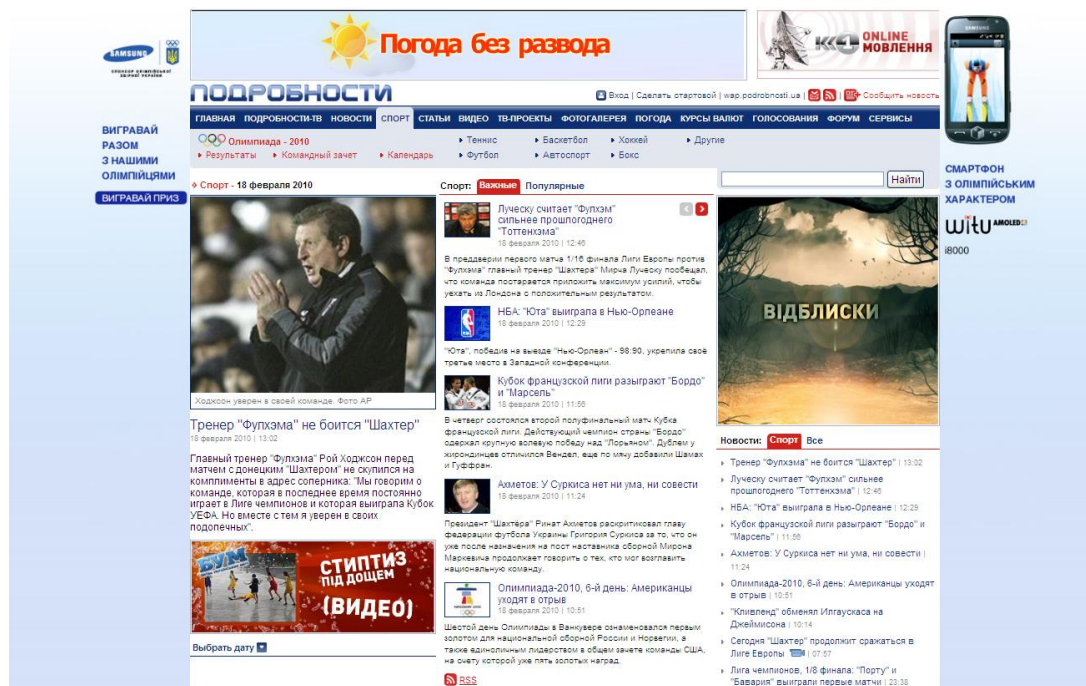 SAMSUNG
СПОНСОР ОЛІМПІЙСЬКОЇ
ЗБІРНОЇ УКРАЇНИ
ВИГРАВАЙ
РАЗОМ
З НАШИМИ
ОЛІМПІЙЦЯМИ
ВИГРАВАЙ ПРИЗ
Погода без развода
ONLINE
МОВЛЕННЯ
ПОДРОБНОСТИ
Вход | Сделать стартовой | wap.podrobnosti.ua | Сообщить новость
ГЛАВНАЯ ПОДРОБНОСТИ-ТВ НОВОСТИ СПОРТ СТАТЬИ ВИДЕО ТВ-ПРОЕКТЫ ФОТОГАЛЕРЕЯ ПОГОДА КУРСЫ ВАЛЮТ ГОЛОСОВАНИЯ ФОРУМ СЕРВИСЫ
Олимпиада - 2010
Результаты Командный зачет Календарь
Теннис Баскетбол Хоккей Другие
Футбол Автоспорт Бокс
Спорт - 18 февраля 2010
Ходжсон уверен в своей команде. Фото AP
Тренер "Фулхэма" не боится "Шахтер"
18 февраля 2010 | 13:02
Главный тренер "Фулхэма" Рой Ходжсон перед
матчем с донецким "Шахтером" не скупился на
комплименты в адрес соперника: "Мы говорим о
команде, которая в последнее время постоянно
играет в Лиге чемпионов и которая выиграла Кубок
УЕФА. Но вместе с тем я уверен в своих
подопечных".
БУМ
СТИПТИЗ
ПІД ДОЩЕМ
(ВИДЕО)
Выбрать дату
Спорт: Важные Популярные
Луческу считает "Фулхэм"
сильнее прошлогоднего
"Тоттенхэма"
18 февраля 2010 | 12:46
В преддверии первого матча 1/16 финала Лиги Европы против
"Фулхэма" главный тренер "Шахтера" Мирча Луческу пообещал,
что команда постарается приложить максимум усилий, чтобы
уехать из Лондона с положительным результатом.
НБА: "Юта" выиграла в Нью-Орлеане
18 февраля 2010 | 12:29
"Юта", победив на выезде "Нью-Орлеан" - 98:90, укрепила своё
третье место в Западной конференции.
Кубок французской лиги разыграют "Бордо"
и "Марсель"
18 февраля 2010 | 11:56
В четверг состоялся второй полуфинальный матч Кубка
французской лиги. Действующий чемпион страны "Бордо"
одержал крупную волевую победу над "Лорьяном". Дублем у
жирондинцев отличился Вендел, еще по мячу добавили Шамах
и Гуффран.
Ахметов: У Суркиса нет ни ума, ни совести
18 февраля 2010 | 11:24
Президент "Шахтёра" Ринат Ахметов раскритиковал главу
федерации футбола Украины Григория Суркиса за то, что он
уже после назначения на пост наставника сборной Мирона
Маркевича продолжает говорить о тех, кто мог возглавить
национальную команду.
Олимпиада-2010, 6-й день: Американцы
уходят в отрыв
18 февраля 2010 | 10:51
Шестой день Олимпиады в Ванкувере ознаменовался первым
золотом для национальной сборной России и Норвегии, а
также единоличным лидерством в общем зачете команды США,
на счету которой уже пять золотых наград.
RSS
Найти
ВІДБЛИСКИ
Новости: Спорт Все
Тренер "Фулхэма" не боится "Шахтер" | 13:02
Луческу считает "Фулхэм" сильнее
прошлогоднего "Тоттенхэма" | 12:46
НБА: "Юта" выиграла в Нью-Орлеане | 12:29
Кубок французской лиги разыграют "Бордо" и
"Марсель" | 11:56
Ахметов: У Суркиса нет ни ума, ни совести |
11:24
Олимпиада-2010, 6-й день: Американцы уходят
в отрыв | 10:51
"Кливленд" обменял Илгаускаса на
Джеймисона | 10:14
Сегодня "Шахтер" продолжит сражаться в
Лиге Европы | 07:57
Лига чемпионов, 1/8 финала: "Порту" и
"Бавария" выиграли первые матчи | 23:38
СМАРТФОН
З ОЛІМПІЙСЬКИМ
ХАРАКТЕРОМ
witu AMOLED
i8000